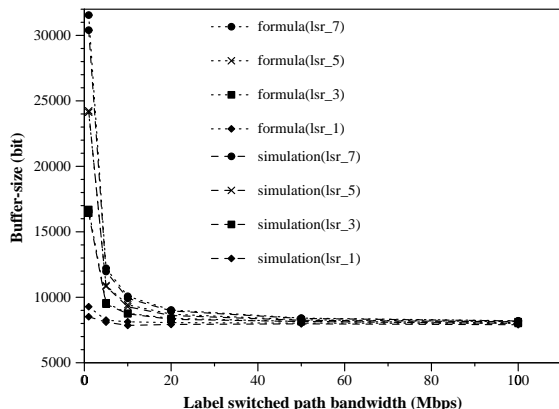 30000
25000
20000
15000
10000
5000
Buffer-size (bit)
formula(lsr_7)
formula(lsr_5)
formula(lsr_3)
formula(lsr_1)
simulation(lsr_7)
simulation(lsr_5)
simulation(lsr_3)
simulation(lsr_1)
0 0 20 40 60 80 100
Label switched path bandwidth (Mbps)